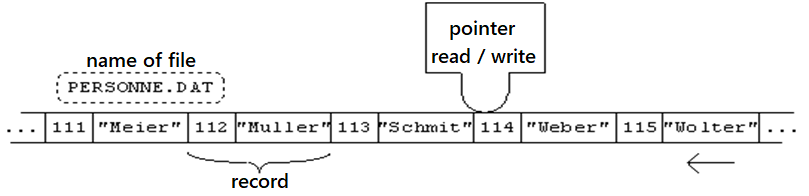 pointer
read / write
name of file
PERSONNE.DAT
... 111 "Meier" 112 "Muller" 113 "Schmit" 114 "Weber" 115 "Wolter" ...
record